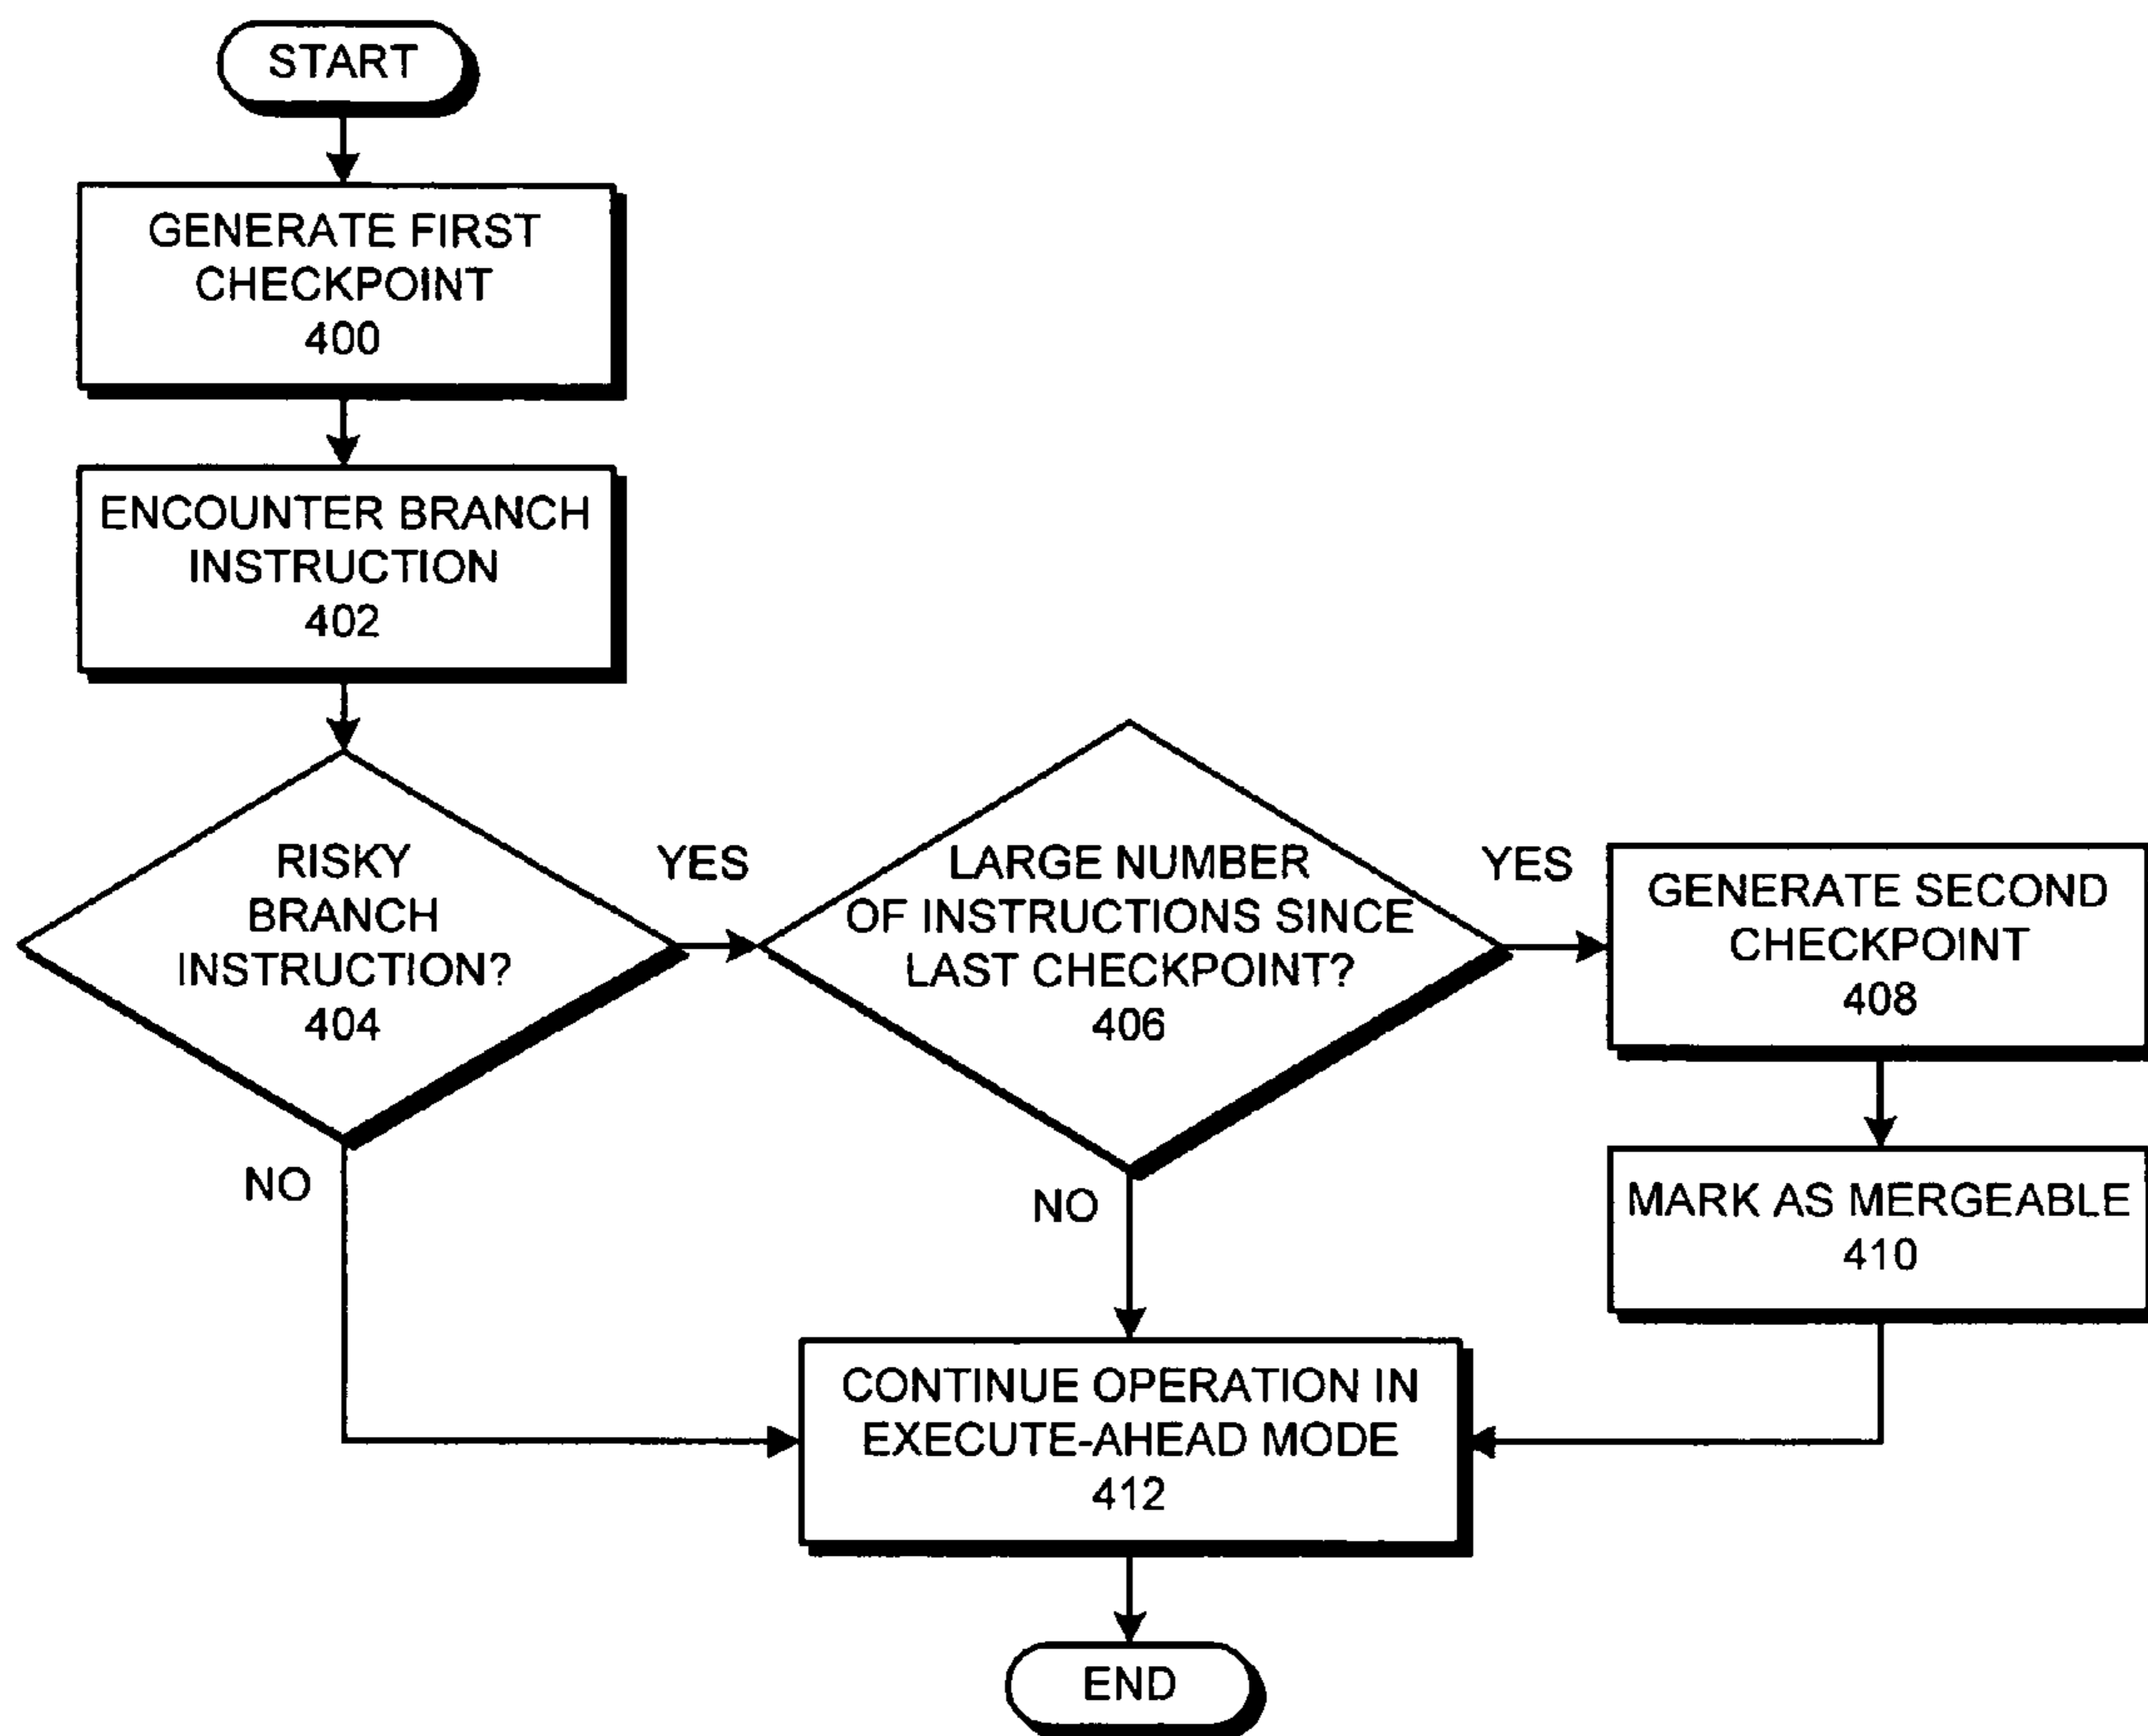 START
GENERATE FIRST
CHECKPOINT
400
ENCOUNTER BRANCH
INSTRUCTION
402
RISKY
BRANCH
INSTRUCTION?
404
YES
NO
LARGE NUMBER
OF INSTRUCTIONS SINCE
LAST CHECKPOINT?
406
YES
NO
GENERATE SECOND
CHECKPOINT
408
MARK AS MERGEABLE
410
CONTINUE OPERATION IN
EXECUTE-AHEAD MODE
412
END